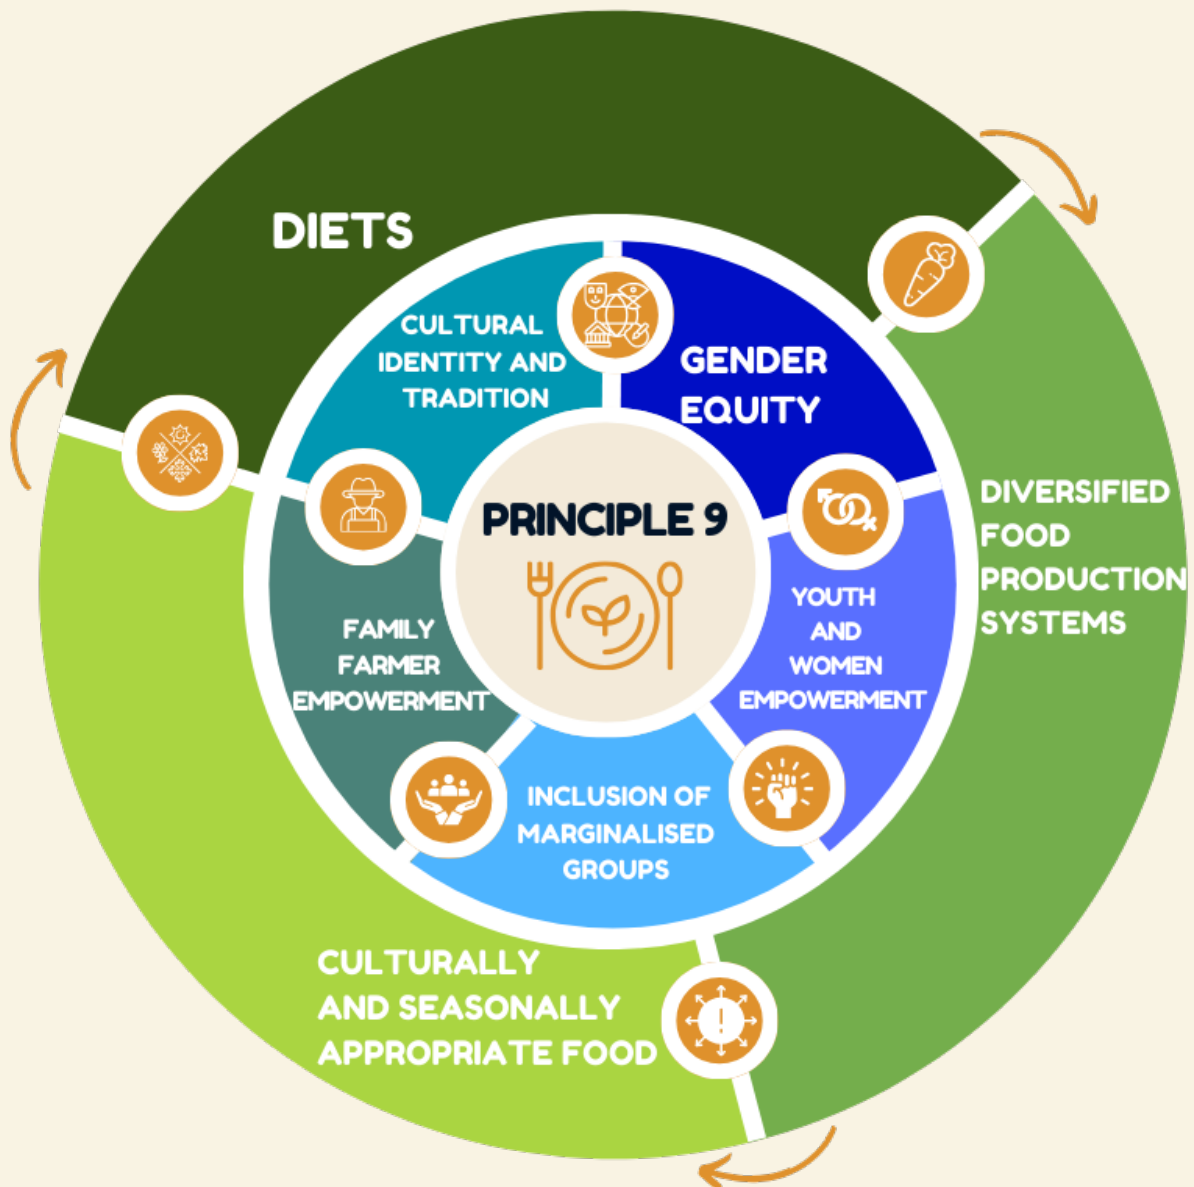 DIETS
CULTURAL
IDENTITY AND
TRADITION
GENDER
EQUITY
PRINCIPLE 9
DIVERSIFIED
FOOD
PRODUCTION
SYSTEMS
YOUTH
AND
WOMEN
EMPOWERMENT
FAMILY
FARMER
EMPOWERMENT
INCLUSION OF
MARGINALISED
GROUPS
CULTURALLY
AND SEASONALLY
APPROPRIATE FOOD